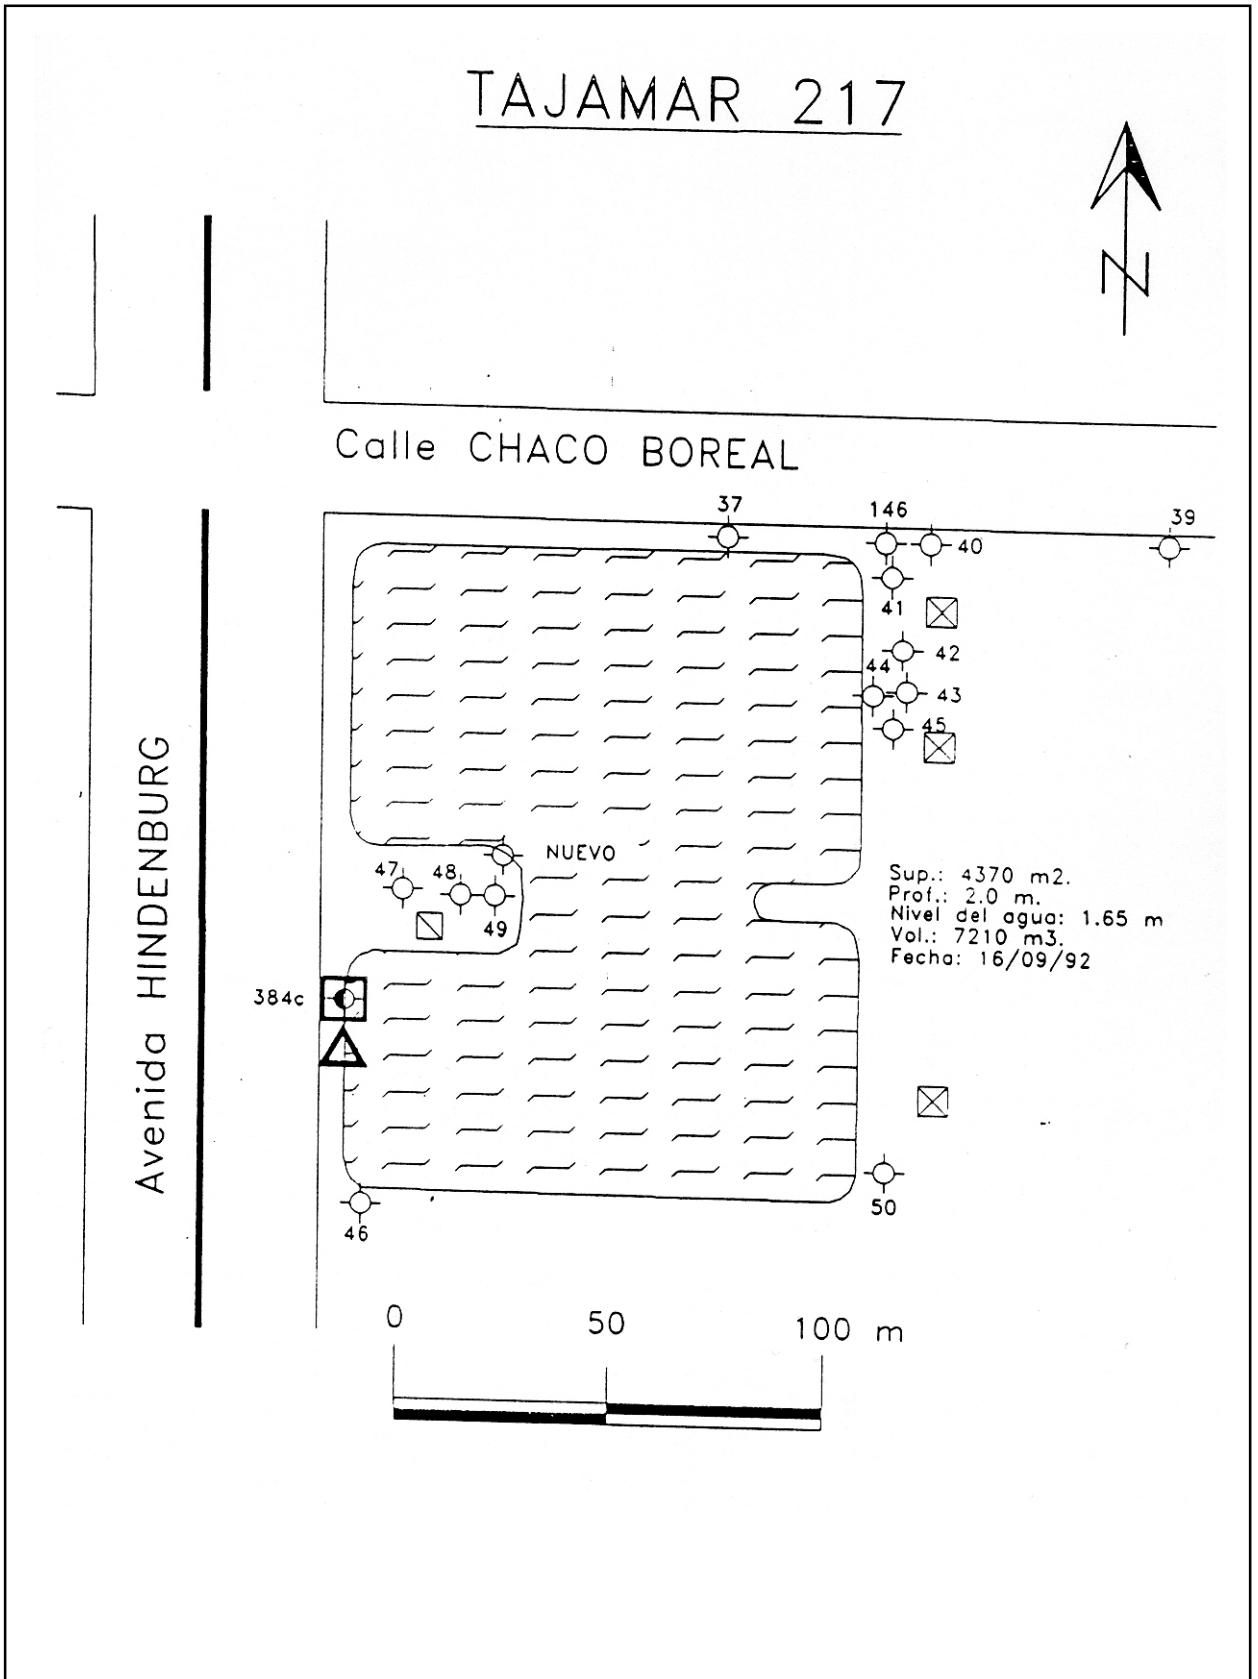 TAJAMAR 217
N
Calle CHACO BOREAL
37
146
39
40
41
42
44
43
45
Avenida HINDENBURG
NUEVO
47
48
49
Sup.: 4370 m2.
Prof.: 2.0 m.
Nivel del agua: 1.65 m
Vol.: 7210 m3.
Fecha: 16/09/92
384c
50
46
0
50
100 m